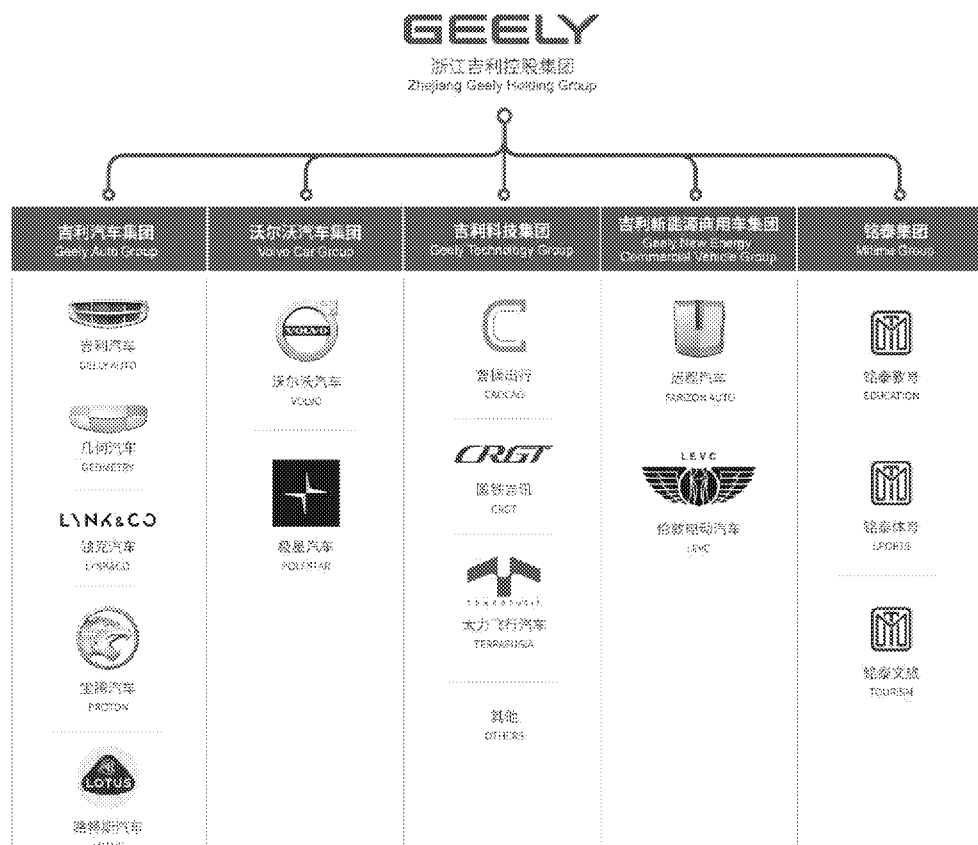 GEELY
浙江吉利控股集团
Zhejiang Geely Holding Group
吉利汽车集团
Geely Auto Group
沃尔沃汽车集团
Volvo Car Group
吉利科技集团
Geely Technology Group
吉利新能源商用车集团
Geely New Energy
Commercial Vehicle Group
铭泰集团
Mitime Group
吉利汽车
GEELY AUTO
几何汽车
GEOMETRY
LYNK&CO
领克汽车
LYNK&CO
宝腾汽车
PROTON
LOTUS
路特斯汽车
VOLVO
沃尔沃汽车
VOLVO
极星汽车
POLESTAR
曹操出行
CAOCAO
CRGT
国铁吉讯
CRGT
TERRAFUGIA
太力飞行汽车
TERRAFUGIA
其他
OTHERS
远程汽车
FARIZON AUTO
LEVC
伦敦电动汽车
LEVC
铭泰教育
EDUCATION
铭泰体育
SPORTS
铭泰文旅
TOURISM